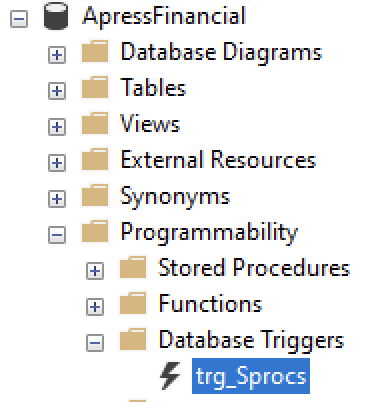 ApressFinancial
Database Diagrams
Tables
Views
External Resources
Synonyms
Programmability
Stored Procedures
Functions
Database Triggers
trg_Sprocs